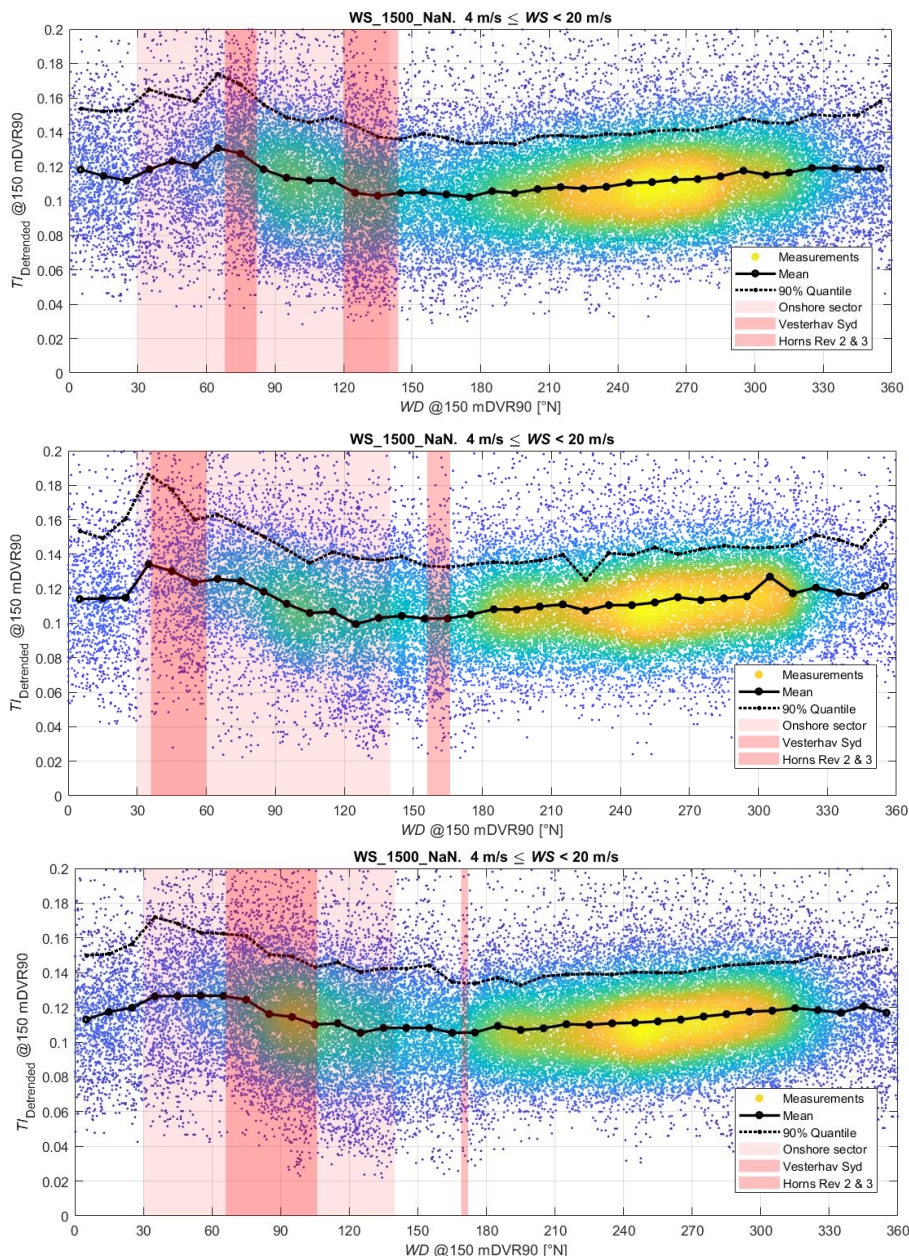 WS_1500_NaN. 4 m/s ≤ WS < 20 m/s
0.2
0.18
0.16
0.14
0.12
0.1
0.08
0.06
0.04
0.02
0
TI Detrended @150 mDVR90
Measurements
Mean
90% Quantile
Onshore sector
Vesterhav Syd
Horns Rev 2 & 3
0 30 60 90 120 150 180 210 240 270 300 330 360
WD @150 mDVR90 [°N]
WS_1500_NaN. 4 m/s ≤ WS < 20 m/s
0.2
0.18
0.16
0.14
0.12
0.1
0.08
0.06
0.04
0.02
0
TI Detrended @150 mDVR90
Measurements
Mean
90% Quantile
Onshore sector
Vesterhav Syd
Horns Rev 2 & 3
0 30 60 90 120 150 180 210 240 270 300 330 360
WD @150 mDVR90 [°N]
WS_1500_NaN. 4 m/s ≤ WS < 20 m/s
0.2
0.18
0.16
0.14
0.12
0.1
0.08
0.06
0.04
0.02
0
TI Detrended @150 mDVR90
Measurements
Mean
90% Quantile
Onshore sector
Vesterhav Syd
Horns Rev 2 & 3
0 30 60 90 120 150 180 210 240 270 300 330 360
WD @150 mDVR90 [°N]